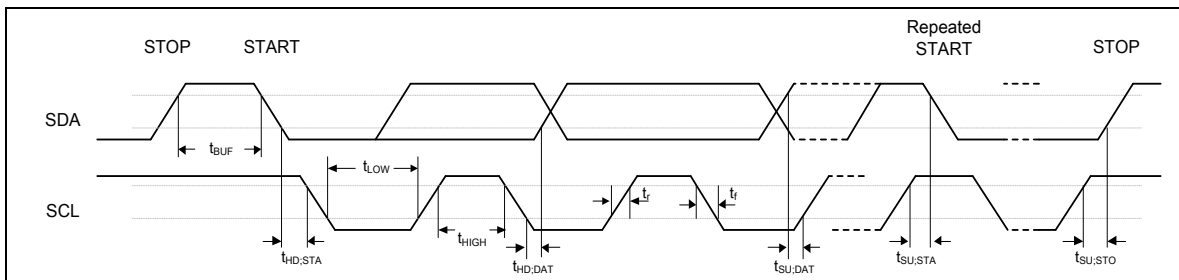 Repeated
STOP START START STOP
SDA
tBUF
tLOW
SCL
tr tf
tHD;STA tHIGH tHD;DAT tSU;DAT tSU;STA tSU;STO